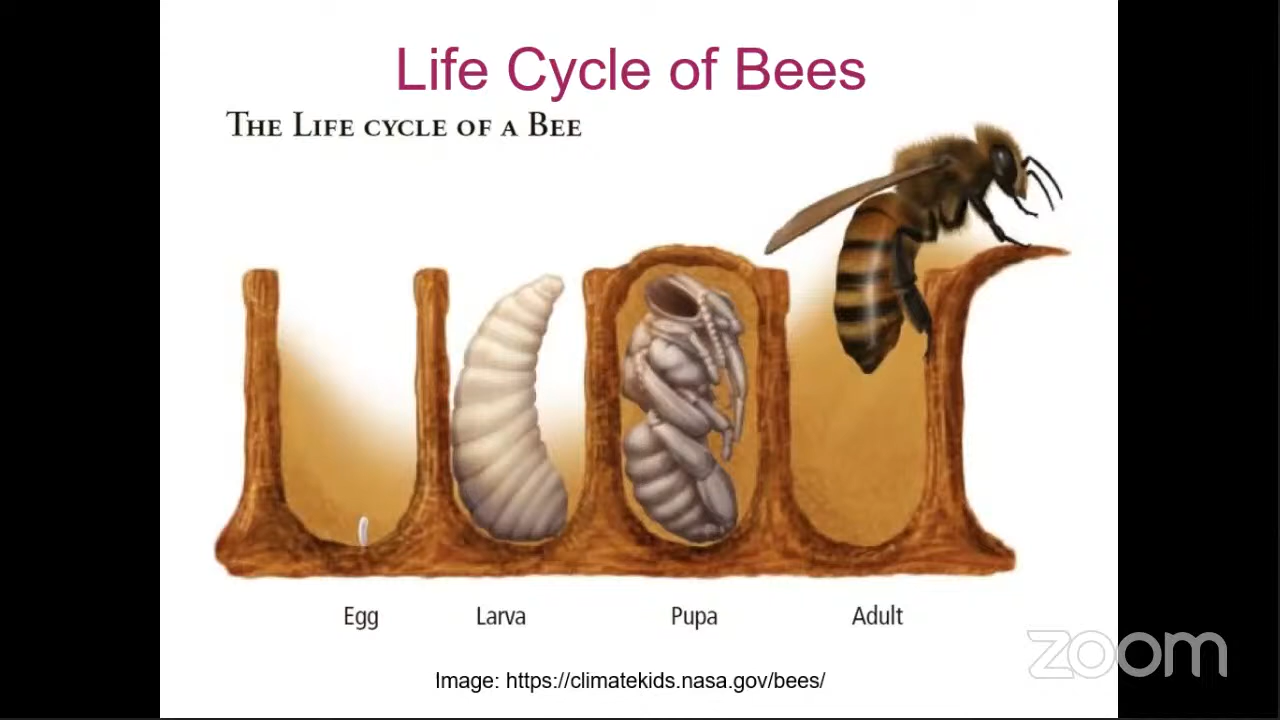 Life Cycle of Bees
THE LIFE CYCLE OF A BEE
Egg Larva Pupa Adult
zoom
Image: https://climatekids.nasa.gov/bees/